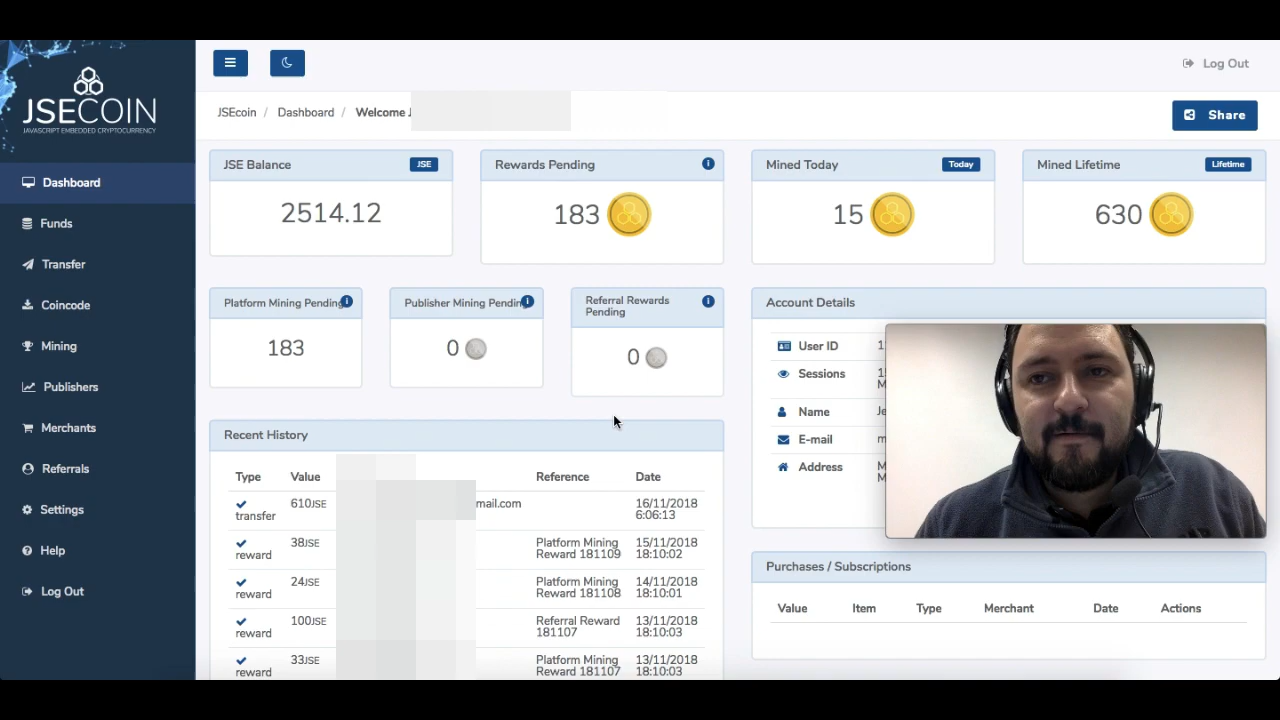 JSECOIN
JAVASCRIPT EMBEDDED CRYPTOCURRENCY
Dashboard
Funds
Transfer
Coincode
Mining
Publishers
Merchants
Referrals
Settings
Help
Log Out
Log Out
JSEcoin / Dashboard / Welcome J
Share
JSE Balance JSE
2514.12
Rewards Pending
183
Mined Today Today
15
Mined Lifetime Lifetime
630
Platform Mining Pending
183
Publisher Mining Pendin
0
Referral Rewards
Pending
0
Account Details
User ID 1
Sessions 1
M
Name Je
E-mail m
Address M
M
Recent History
Type Value Reference Date
transfer 610JSE mail.com 16/11/2018
6:06:13
reward 38JSE Platform Mining
Reward 181109 15/11/2018
18:10:02
reward 24JSE Platform Mining
Reward 181108 14/11/2018
18:10:01
reward 100JSE Referral Reward
181107 13/11/2018
18:10:03
reward 33JSE Platform Mining
Reward 181107 13/11/2018
18:10:03
Purchases / Subscriptions
Value Item Type Merchant Date Actions